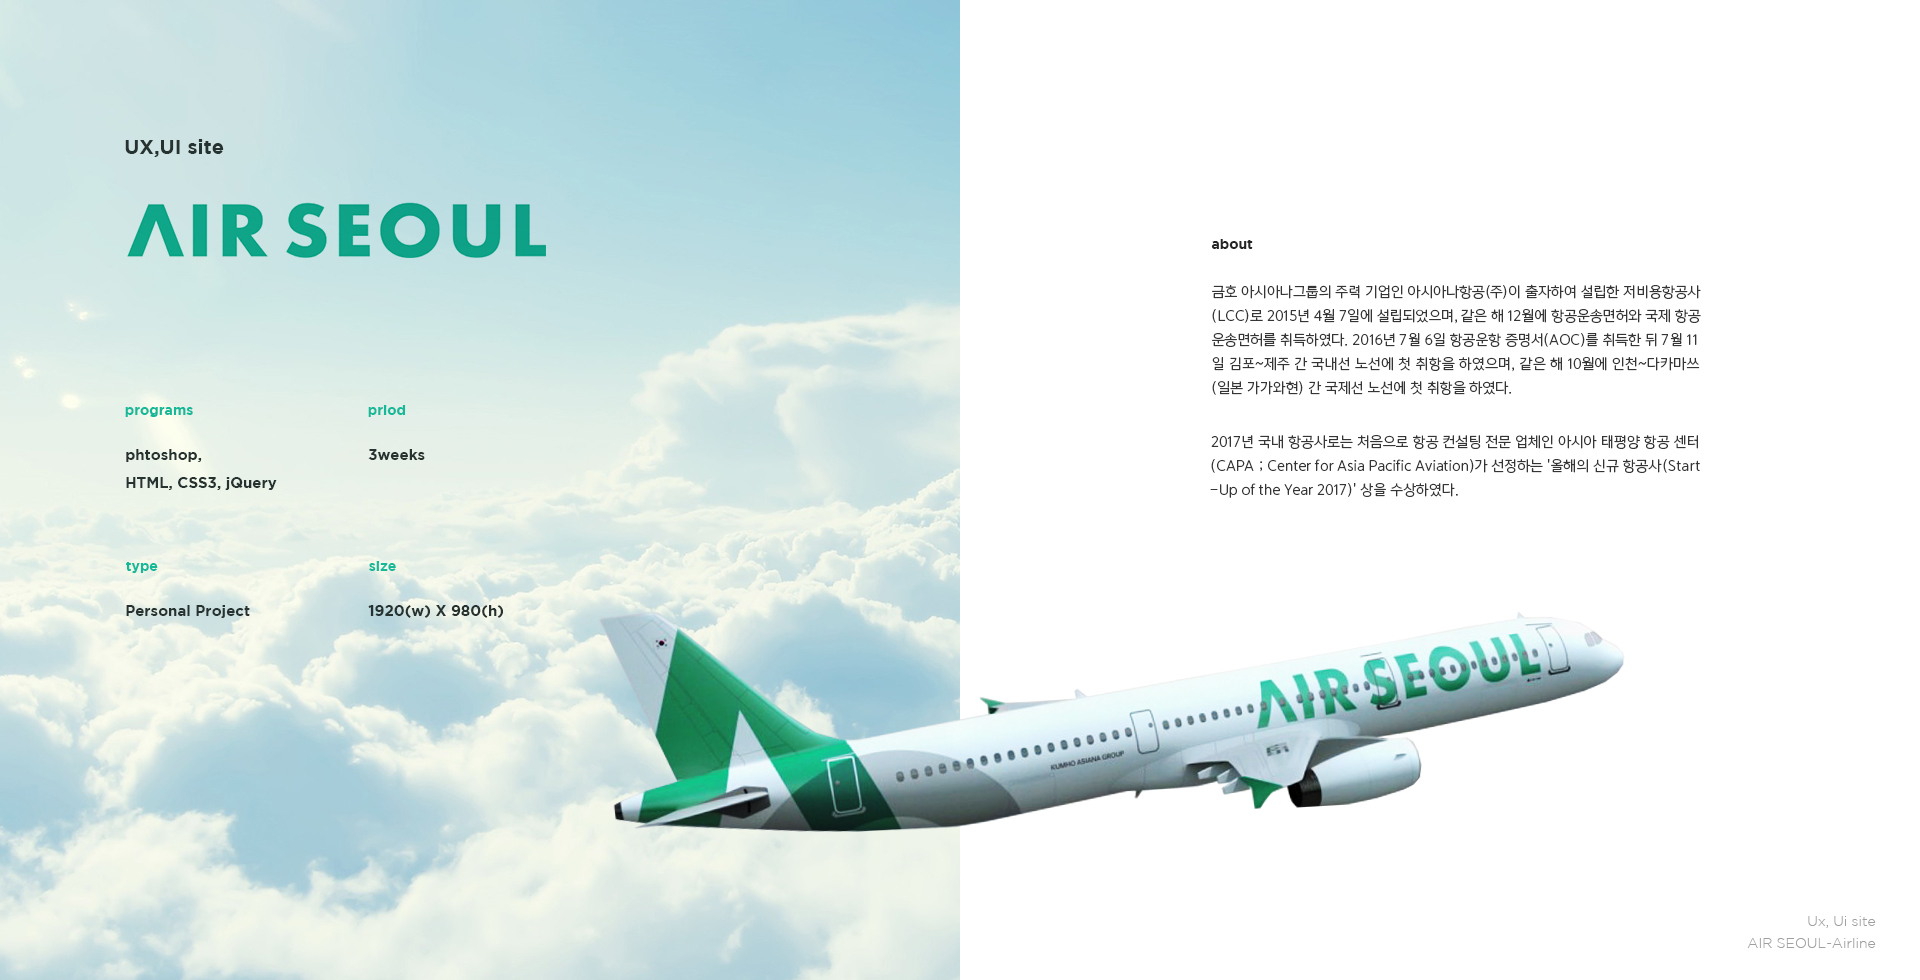 UX,UI site
AIR SEOUL
programs
phtoshop,
HTML, CSS3, jQuery
priod
3weeks
type
Personal Project
size
1920(w) X 980(h)
about
금호 아시아나그룹의 주력 기업인 아시아나항공(주)이 출자하여 설립한 저비용항공사
(LCC)로 2015년 4월 7일에 설립되었으며, 같은 해 12월에 항공운송면허와 국제 항공
운송면허를 취득하였다. 2016년 7월 6일 항공운항 증명서(AOC)를 취득한 뒤 7월 11
일 김포~제주 간 국내선 노선에 첫 취항을 하였으며, 같은 해 10월에 인천~다카마쓰
(일본 가가와현) 간 국제선 노선에 첫 취항을 하였다.
2017년 국내 항공사로는 처음으로 항공 컨설팅 전문 업체인 아시아 태평양 항공 센터
(CAPA ; Center for Asia Pacific Aviation)가 선정하는 '올해의 신규 항공사(Start
-Up of the Year 2017)' 상을 수상하였다.
AIR SEOUL
KUMHO ASIANA GROUP
Ux, Ui site
AIR SEOUL-Airline